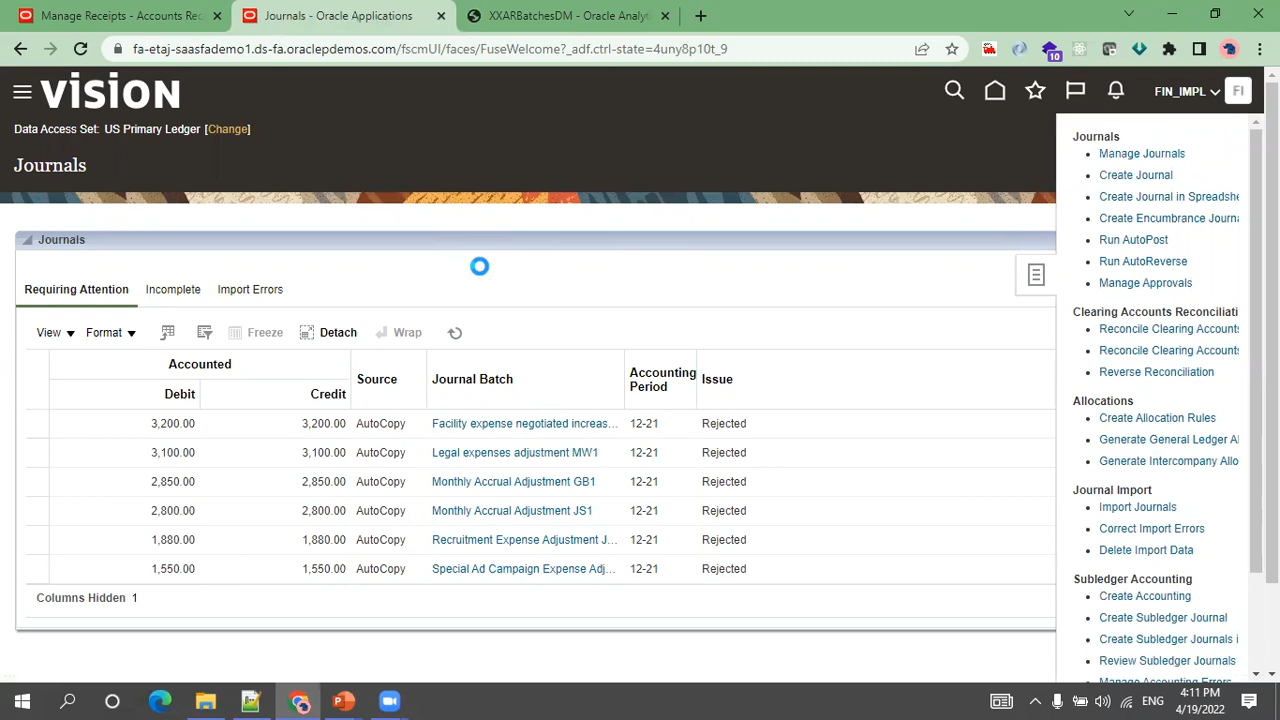 Manage Receipts - Accounts Rec
Journals - Oracle Applications
XXARBatchesDM - Oracle Analyti
fa-etaj-saasfademo1.ds-fa.oraclepdemos.com/fscmUI/faces/FuseWelcome?_adf.ctrl-state=4uny8p10t_9
10
VISION
FIN_IMPL
FI
Data Access Set: US Primary Ledger [Change]
Journals
Journals
Manage Journals
Create Journal
Create Journal in Spreadshe
Create Encumbrance Journa
Run AutoPost
Run AutoReverse
Manage Approvals
Clearing Accounts Reconciliati
Reconcile Clearing Accounts
Reconcile Clearing Accounts
Reverse Reconciliation
Allocations
Create Allocation Rules
Generate General Ledger Al
Generate Intercompany Allo
Journal Import
Import Journals
Correct Import Errors
Delete Import Data
Subledger Accounting
Create Accounting
Create Subledger Journal
Create Subledger Journals i
Review Subledger Journals
Manage Accounting Errors
Journals
Requiring Attention Incomplete Import Errors
View Format Freeze Detach Wrap
Accounted
Debit Credit Source Journal Batch Accounting Period Issue
3,200.00 3,200.00 AutoCopy Facility expense negotiated increas... 12-21 Rejected
3,100.00 3,100.00 AutoCopy Legal expenses adjustment MW1 12-21 Rejected
2,850.00 2,850.00 AutoCopy Monthly Accrual Adjustment GB1 12-21 Rejected
2,800.00 2,800.00 AutoCopy Monthly Accrual Adjustment JS1 12-21 Rejected
1,880.00 1,880.00 AutoCopy Recruitment Expense Adjustment J... 12-21 Rejected
1,550.00 1,550.00 AutoCopy Special Ad Campaign Expense Adj... 12-21 Rejected
Columns Hidden 1
ENG
4:11 PM
4/19/2022